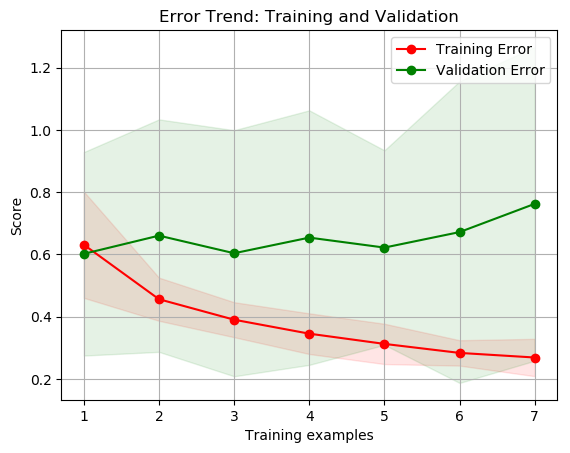 Error Trend: Training and Validation
Training Error
Validation Error
Score
1.2
1.0
0.8
0.6
0.4
0.2
1 2 3 4 5 6 7
Training examples